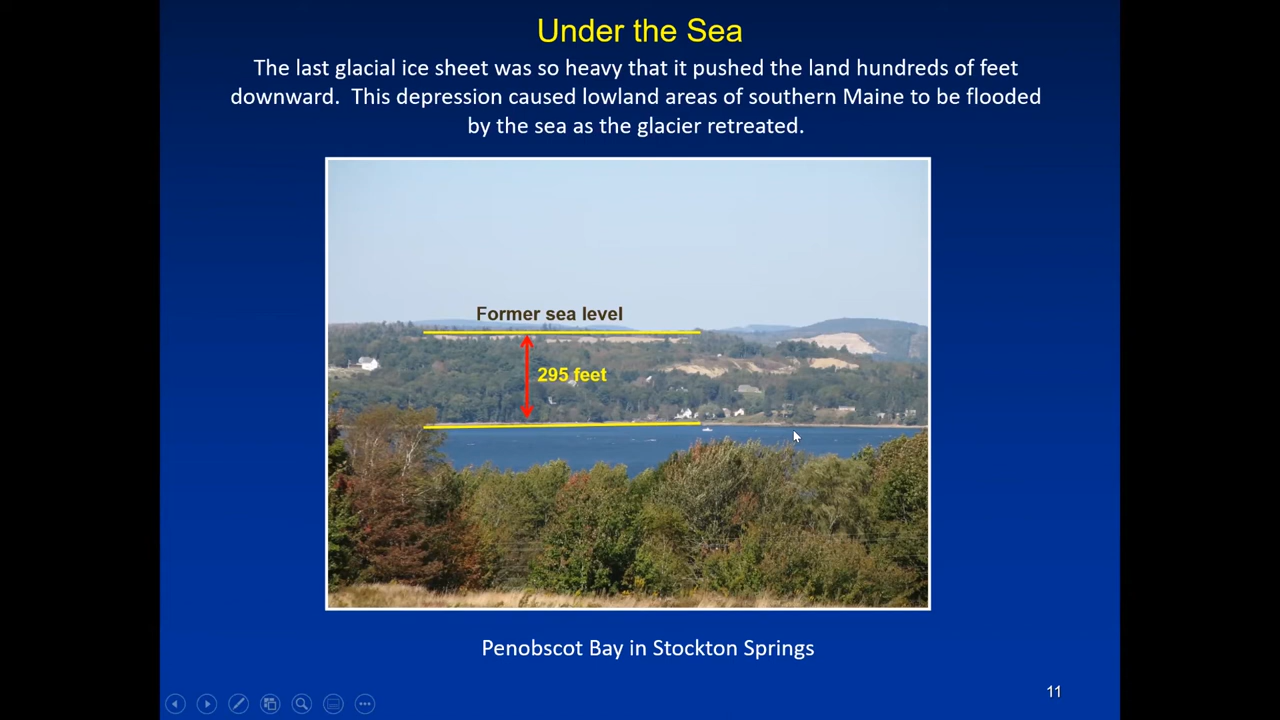 Under the Sea
The last glacial ice sheet was so heavy that it pushed the land hundreds of feet
downward.  This depression caused lowland areas of southern Maine to be flooded
by the sea as the glacier retreated.
Former sea level
295 feet
Penobscot Bay in Stockton Springs
11